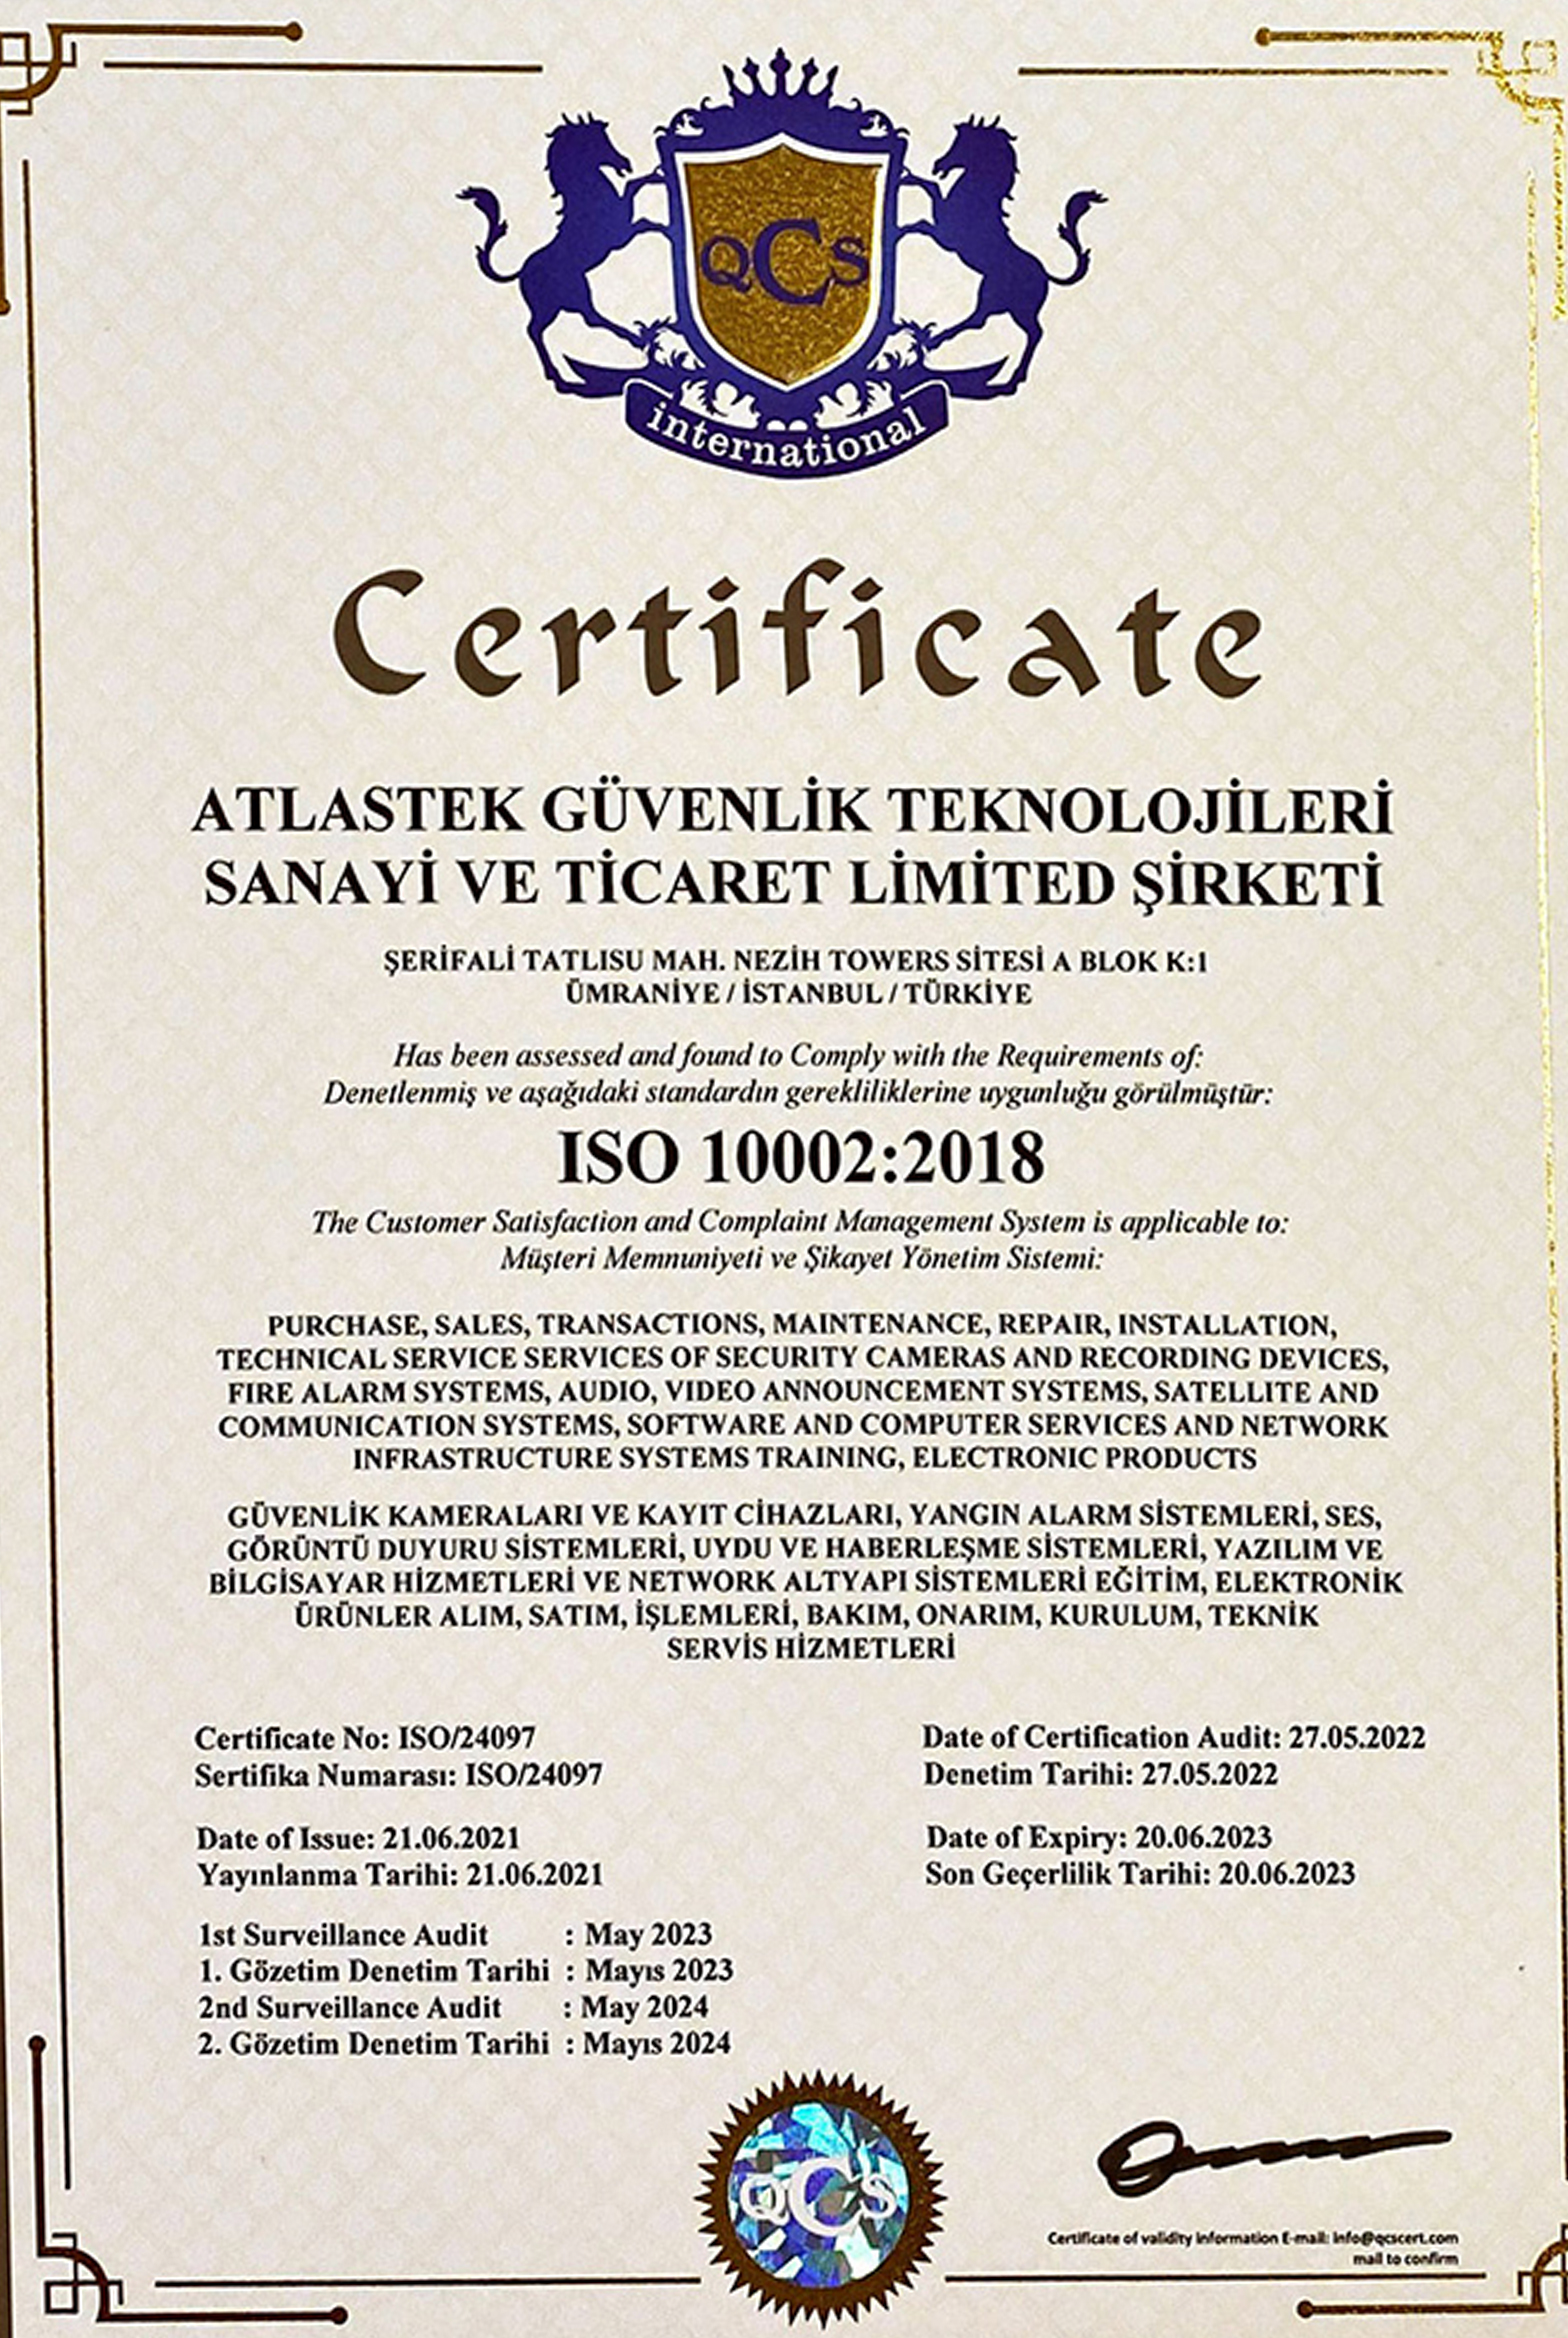 QCS
international
Certificate
ATLASTEK GÜVENLİK TEKNOLOJİLERİ
SANAYİ VE TİCARET LİMİTED ŞİRKETİ
ŞERİFALİ TATLISU MAH. NEZİH TOWERS SİTESİ A BLOK K:1
ÜMRANİYE / İSTANBUL / TÜRKİYE
Has been assessed and found to Comply with the Requirements of:
Denetlenmiş ve aşağıdaki standardın gerekliliklerine uygunluğu görülmüştür:
ISO 10002:2018
The Customer Satisfaction and Complaint Management System is applicable to:
Müşteri Memnuniyeti ve Şikayet Yönetim Sistemi:
PURCHASE, SALES, TRANSACTIONS, MAINTENANCE, REPAIR, INSTALLATION,
TECHNICAL SERVICE SERVICES OF SECURITY CAMERAS AND RECORDING DEVICES,
FIRE ALARM SYSTEMS, AUDIO, VIDEO ANNOUNCEMENT SYSTEMS, SATELLITE AND
COMMUNICATION SYSTEMS, SOFTWARE AND COMPUTER SERVICES AND NETWORK
INFRASTRUCTURE SYSTEMS TRAINING, ELECTRONIC PRODUCTS
GÜVENLİK KAMERALARI VE KAYIT CİHAZLARI, YANGIN ALARM SİSTEMLERİ, SES,
GÖRÜNTÜ DUYURU SİSTEMLERİ, UYDU VE HABERLEŞME SİSTEMLERİ, YAZILIM VE
BİLGİSAYAR HİZMETLERİ VE NETWORK ALTYAPI SİSTEMLERİ EĞİTİM, ELEKTRONİK
ÜRÜNLER ALIM, SATIM, İŞLEMLERİ, BAKIM, ONARIM, KURULUM, TEKNİK
SERVİS HİZMETLERİ
Certificate No: ISO/24097
Sertifika Numarası: ISO/24097
Date of Certification Audit: 27.05.2022
Denetim Tarihi: 27.05.2022
Date of Issue: 21.06.2021
Yayınlanma Tarihi: 21.06.2021
Date of Expiry: 20.06.2023
Son Geçerlilik Tarihi: 20.06.2023
1st Surveillance Audit : May 2023
1. Gözetim Denetim Tarihi : Mayıs 2023
2nd Surveillance Audit : May 2024
2. Gözetim Denetim Tarihi : Mayıs 2024
QCS
Certificate of validity information E-mail: info@qcscert.com
mail to confirm